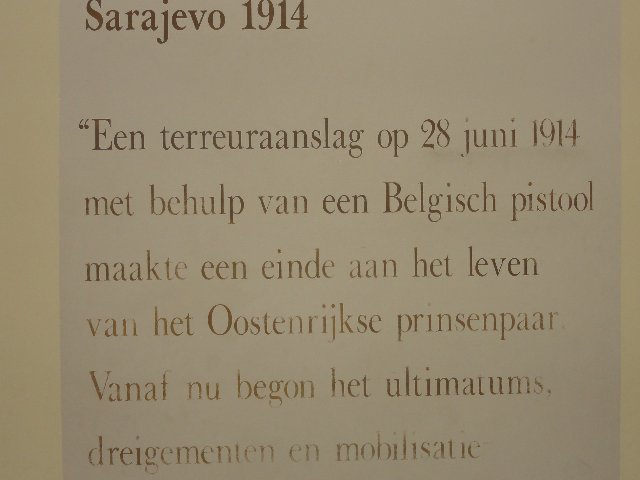 Sarajevo 1914
“Een terreuraanslag op 28 juni 1914
met behulp van een Belgisch pistool
maakte een einde aan het leven
van het Oostenrijkse prinsenpaar.
Vanaf nu begon het ultimatums,
dreigementen en mobilisatie-